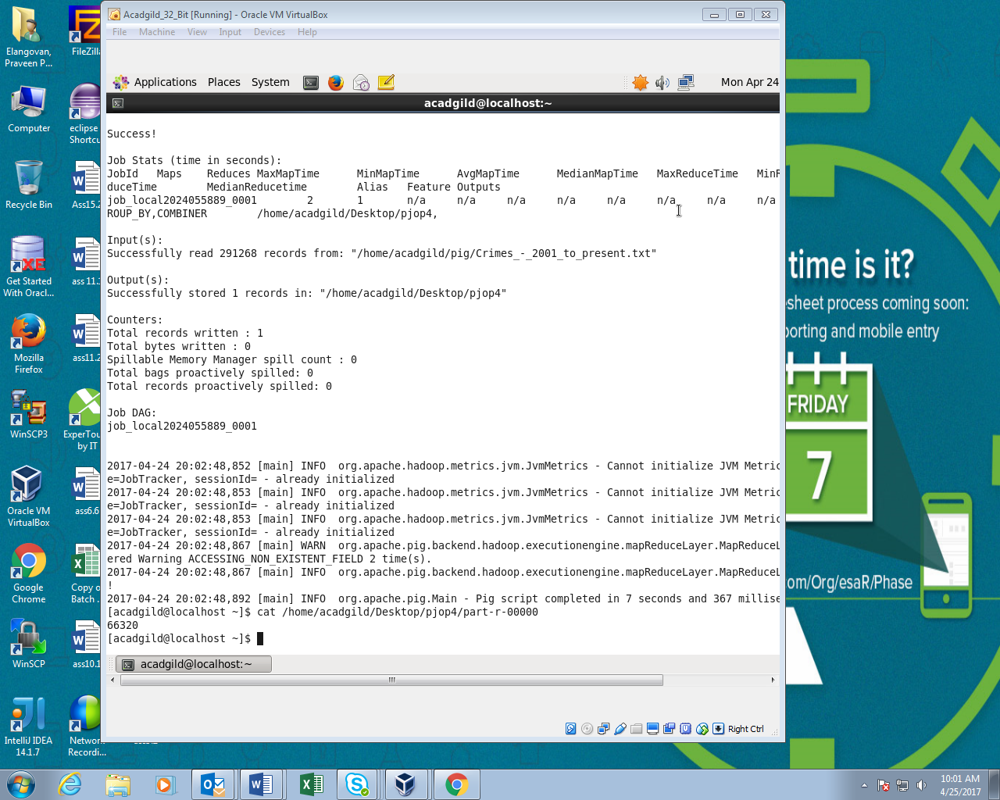 Acadgild_32_Bit [Running] - Oracle VM VirtualBox
File Machine View Input Devices Help
Applications Places System Mon Apr 24
acadgild@localhost:~
Success!
Job Stats (time in seconds):
JobId Maps Reduces MaxMapTime MinMapTime AvgMapTime MedianMapTime MaxReduceTime MinR
duceTime MedianReducetime Alias Feature Outputs
job_local2024055889_0001 2 1 n/a n/a n/a n/a n/a n/a n/a n/a
ROUP_BY,COMBINER /home/acadgild/Desktop/pjop4,
Input(s):
Successfully read 291268 records from: "/home/acadgild/pig/Crimes_-_2001_to_present.txt"
Output(s):
Successfully stored 1 records in: "/home/acadgild/Desktop/pjop4"
Counters:
Total records written : 1
Total bytes written : 0
Spillable Memory Manager spill count : 0
Total bags proactively spilled: 0
Total records proactively spilled: 0
Job DAG:
job_local2024055889_0001
2017-04-24 20:02:48,852 [main] INFO org.apache.hadoop.metrics.jvm.JvmMetrics - Cannot initialize JVM Metric
e=JobTracker, sessionId= - already initialized
2017-04-24 20:02:48,853 [main] INFO org.apache.hadoop.metrics.jvm.JvmMetrics - Cannot initialize JVM Metric
e=JobTracker, sessionId= - already initialized
2017-04-24 20:02:48,853 [main] INFO org.apache.hadoop.metrics.jvm.JvmMetrics - Cannot initialize JVM Metric
e=JobTracker, sessionId= - already initialized
2017-04-24 20:02:48,867 [main] WARN org.apache.pig.backend.hadoop.executionengine.mapReduceLayer.MapReduceL
ered Warning ACCESSING_NON_EXISTENT_FIELD 2 time(s).
2017-04-24 20:02:48,867 [main] INFO org.apache.pig.backend.hadoop.executionengine.mapReduceLayer.MapReduceL
!
2017-04-24 20:02:48,892 [main] INFO org.apache.pig.Main - Pig script completed in 7 seconds and 367 millise
[acadgild@localhost ~]$ cat /home/acadgild/Desktop/pjop4/part-r-00000
66320
[acadgild@localhost ~]$
acadgild@localhost:~
Right Ctrl
Elangovan,
Praveen P...
Computer
Recycle Bin
XE
Get Started
With Oracl...
Mozilla
Firefox
WinSCP3
Oracle VM
VirtualBox
Google
Chrome
WinSCP
IntelliJ IDEA
14.1.7
FileZill
eclipse
Shortcu
Ass15.2
ass 11.
ass11.2
ExperTou
by IT
ass6.6
Copy o
Batch .
ass10.1
Network
Recordi...
time is it?
esheet process coming soon:
porting and mobile entry
FRIDAY
7
com/Org/esaR/Phase
10:01 AM
4/25/2017